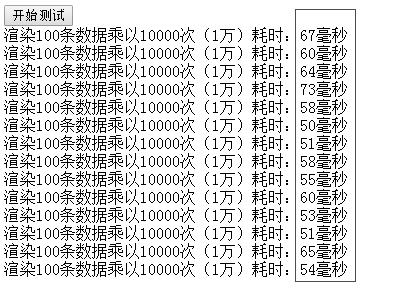 开始测试
渲染100条数据乘以10000次（1万）耗时：67毫秒
渲染100条数据乘以10000次（1万）耗时：60毫秒
渲染100条数据乘以10000次（1万）耗时：64毫秒
渲染100条数据乘以10000次（1万）耗时：73毫秒
渲染100条数据乘以10000次（1万）耗时：58毫秒
渲染100条数据乘以10000次（1万）耗时：50毫秒
渲染100条数据乘以10000次（1万）耗时：51毫秒
渲染100条数据乘以10000次（1万）耗时：58毫秒
渲染100条数据乘以10000次（1万）耗时：55毫秒
渲染100条数据乘以10000次（1万）耗时：60毫秒
渲染100条数据乘以10000次（1万）耗时：53毫秒
渲染100条数据乘以10000次（1万）耗时：51毫秒
渲染100条数据乘以10000次（1万）耗时：65毫秒
渲染100条数据乘以10000次（1万）耗时：54毫秒